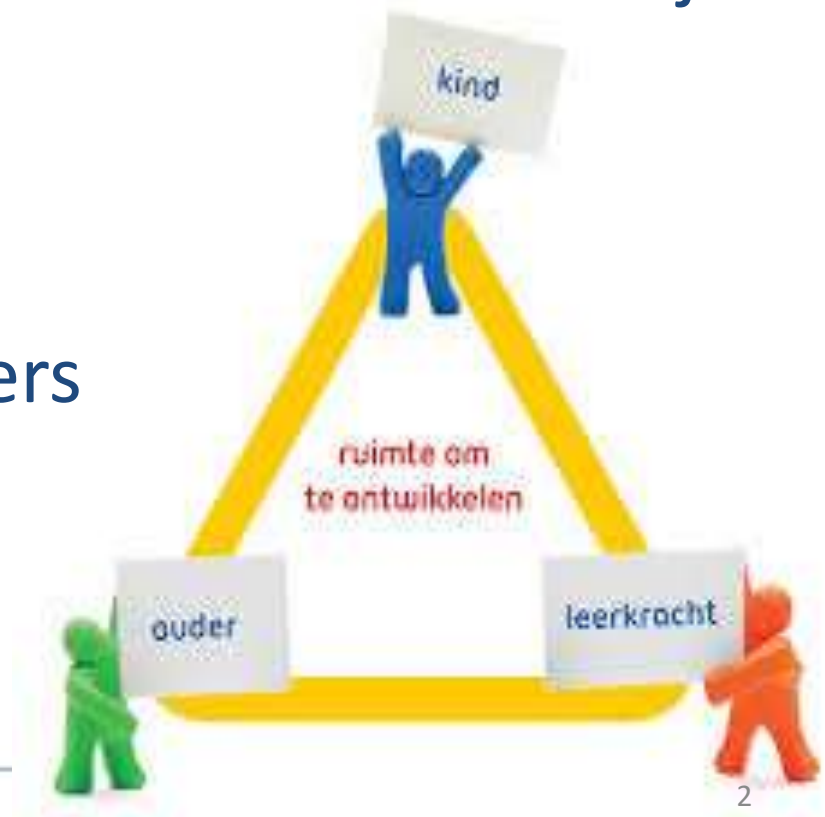 kind
ers
ruimte om
te ontwikkelen
ouder
leerkracht
2